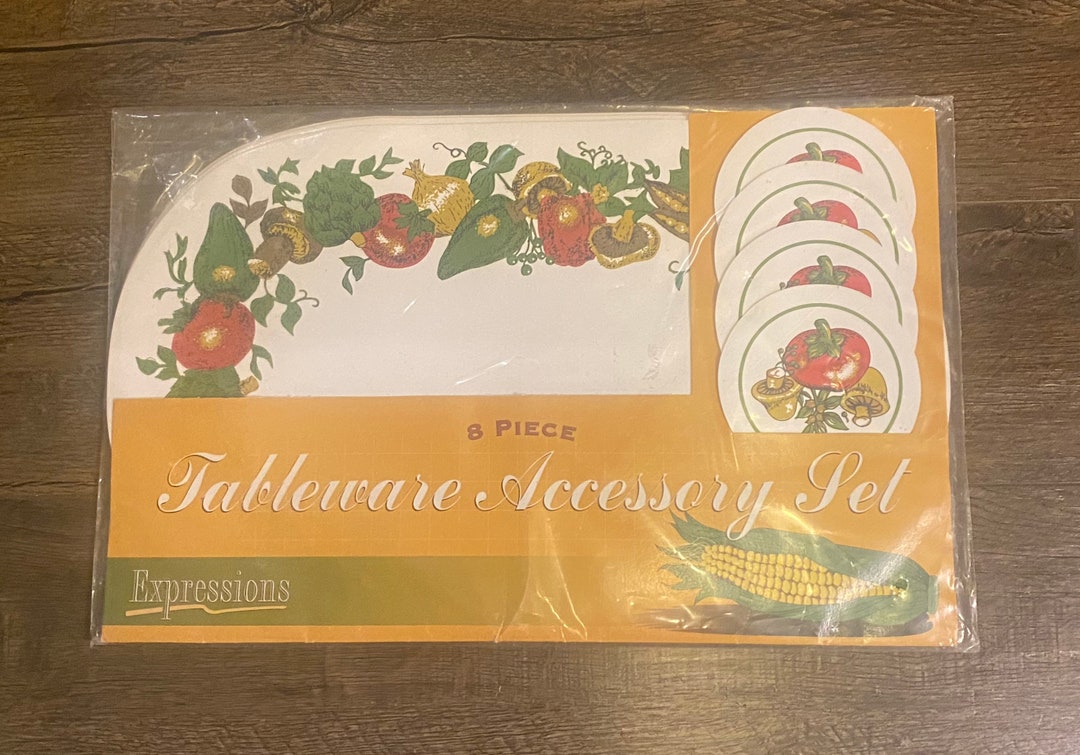 8 PIECE
Tableware Accessory Set
Expressions